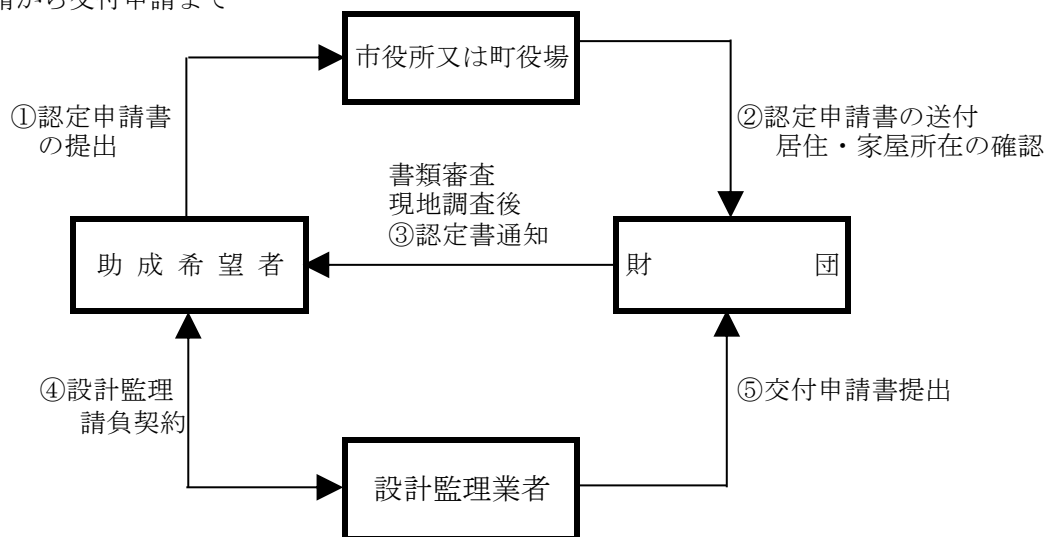 請から交付申請まで
市役所又は町役場
①認定申請書
の提出
②認定申請書の送付
居住・家屋所在の確認
書類審査
現地調査後
③認定書通知
助成希望者
財団
④設計監理
請負契約
⑤交付申請書提出
設計監理業者